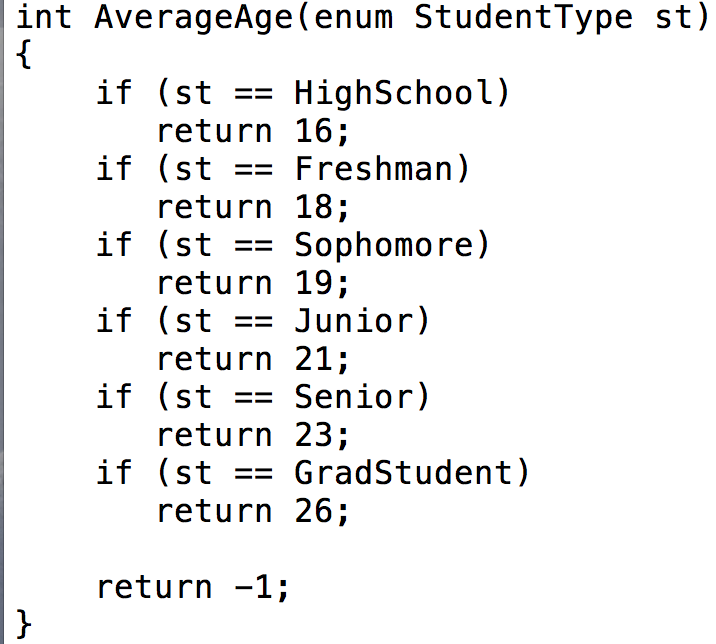 int AverageAge(enum StudentType st)
{
    if (st == HighSchool)
       return 16;
    if (st == Freshman)
       return 18;
    if (st == Sophomore)
       return 19;
    if (st == Junior)
       return 21;
    if (st == Senior)
       return 23;
    if (st == GradStudent)
       return 26;

    return -1;
}